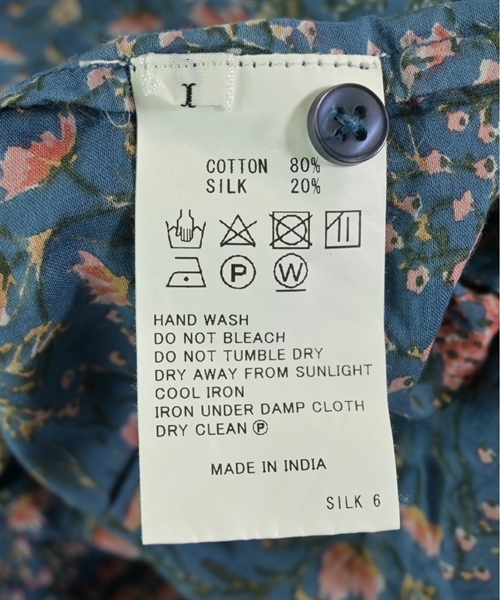 I
COTTON 80%
SILK 20%
P W
HAND WASH
DO NOT BLEACH
DO NOT TUMBLE DRY
DRY AWAY FROM SUNLIGHT
COOL IRON
IRON UNDER DAMP CLOTH
DRY CLEAN Ⓟ
MADE IN INDIA
SILK 6